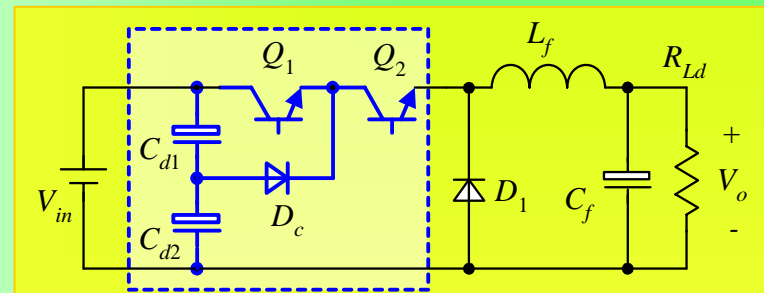 Q1 Q2 Lf RLd
Cd1
Vin Dc D1 Cf + Vo -
Cd2